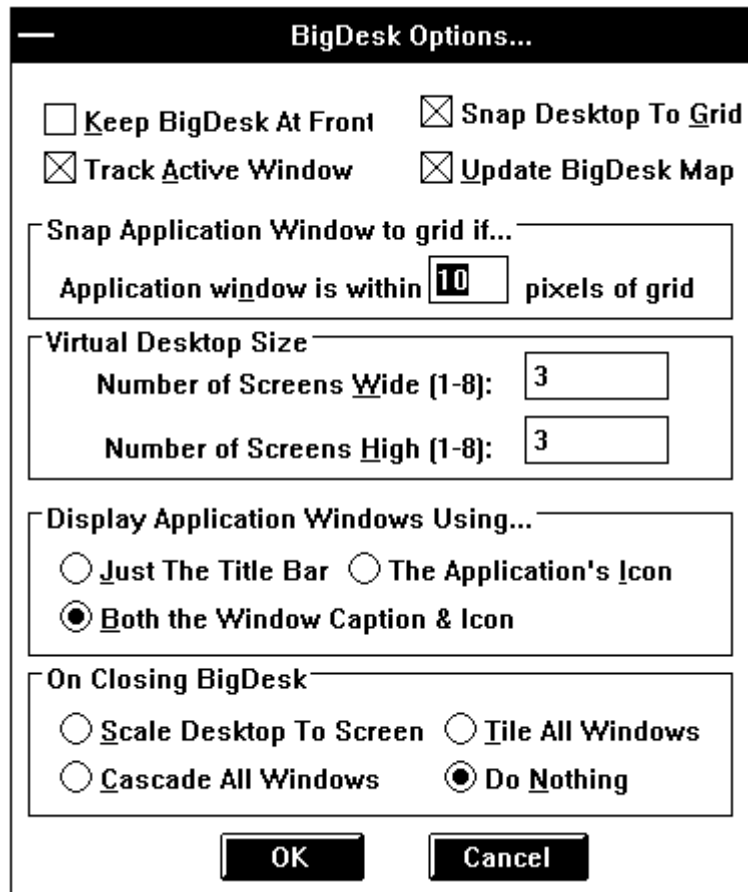 BigDesk Options...
Keep BigDesk At Front Snap Desktop To Grid
Track Active Window Update BigDesk Map
Snap Application Window to grid if...
Application window is within 10 pixels of grid
Virtual Desktop Size
Number of Screens Wide (1-8): 3
Number of Screens High (1-8): 3
Display Application Windows Using...
Just The Title Bar The Application's Icon
Both the Window Caption & Icon
On Closing BigDesk
Scale Desktop To Screen Tile All Windows
Cascade All Windows Do Nothing
OK Cancel